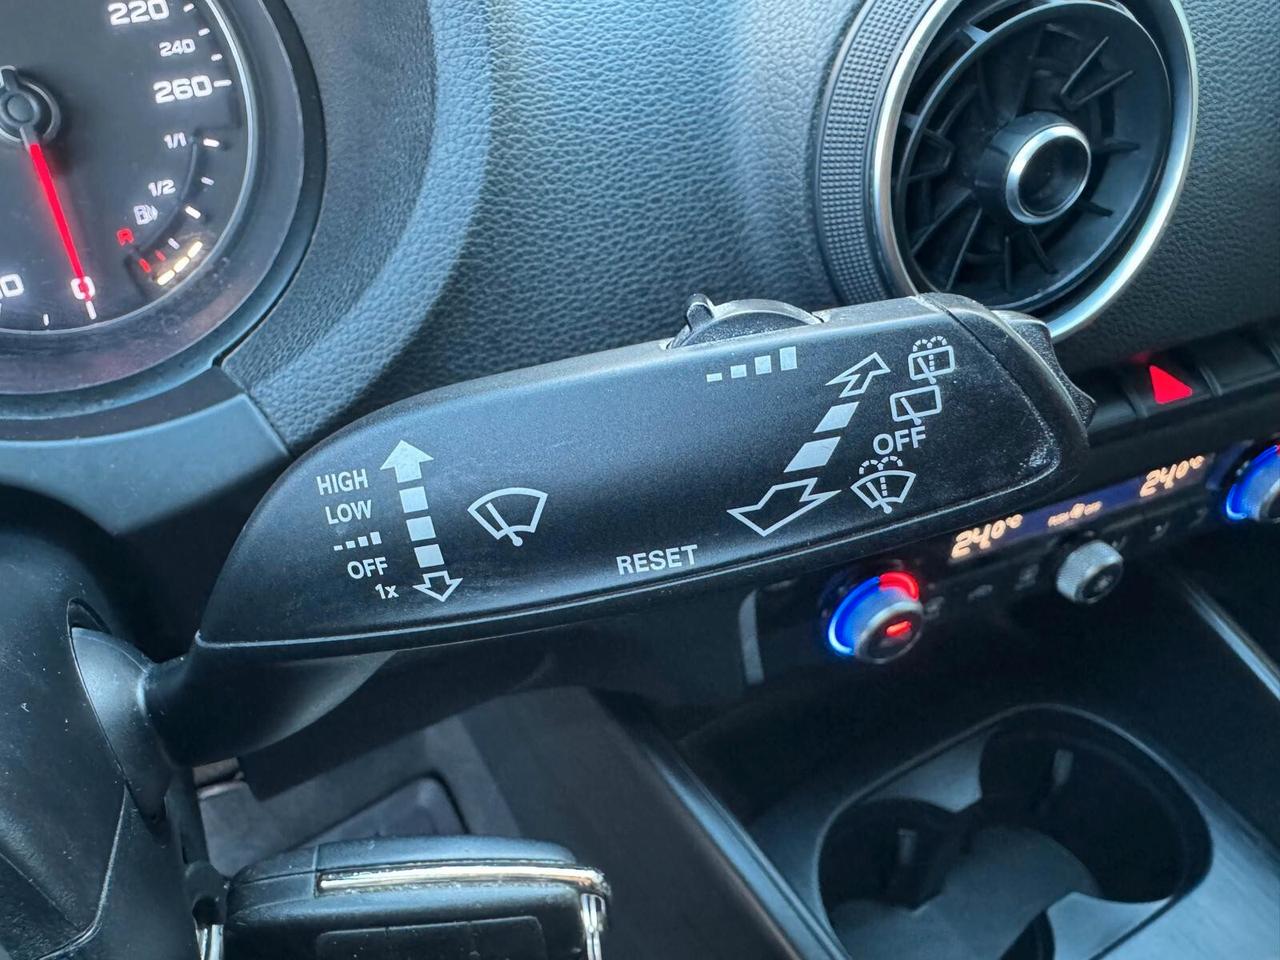 220
240
260
1/1
1/2
R
0
HIGH
LOW
OFF
1x
RESET
OFF
24.0°C
24.0°C